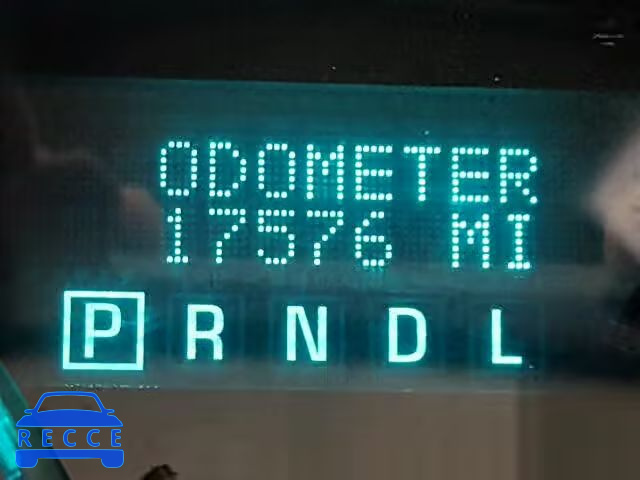 ODOMETER
17576 MI
P R N D L
RECCE